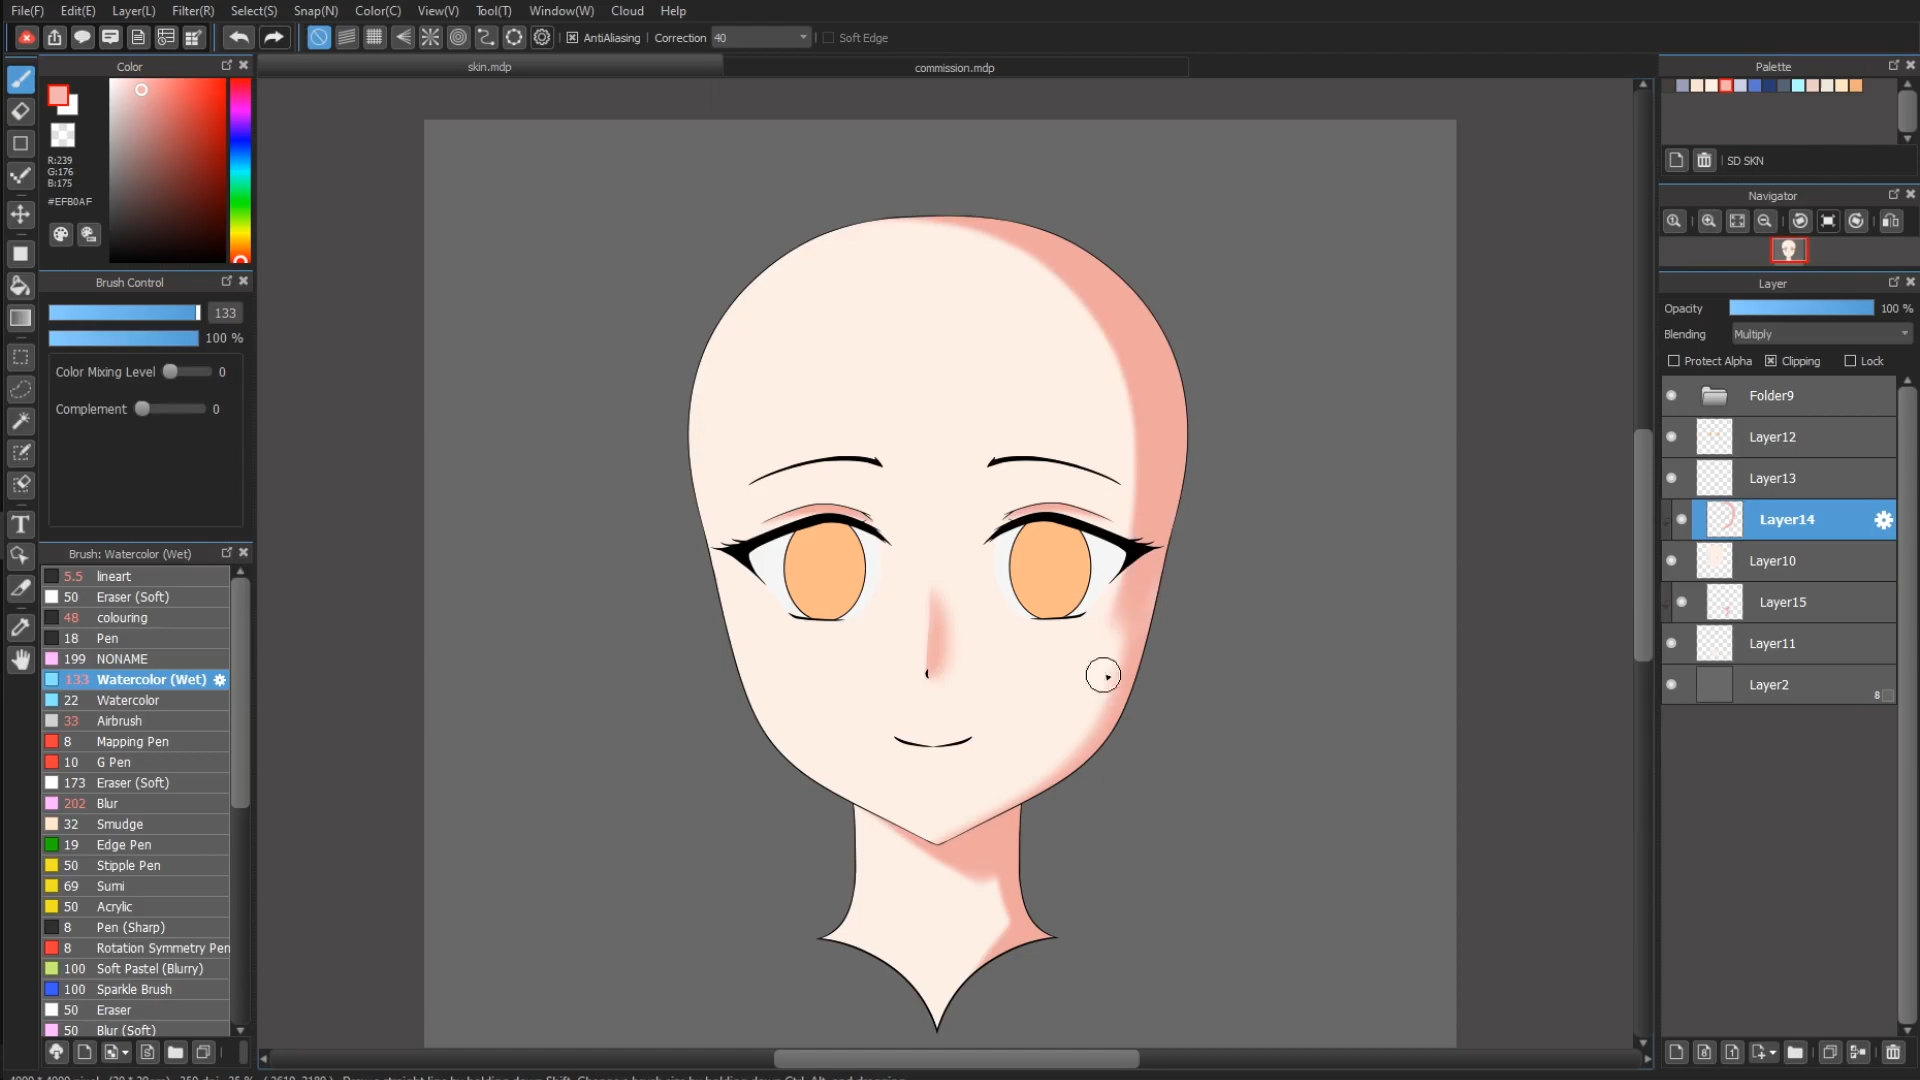 File(F) Edit(E) Layer(L) Filter(R) Select(S) Snap(N) Color(C) View(V) Tool(T) Window(W) Cloud Help
AntiAliasing Correction 40 Soft Edge
Color
skin.mdp
commission.mdp
Palette
R:239
G:176
B:175
#EFB0AF
SD SKN
Navigator
Brush Control
133
100 %
Color Mixing Level 0
Complement 0
Layer
Opacity 100 %
Blending Multiply
Protect Alpha Clipping Lock
Folder9
Layer12
Layer13
Layer14
Layer10
Layer15
Layer11
Layer2
8
Brush: Watercolor (Wet)
5.5 lineart
50 Eraser (Soft)
48 colouring
18 Pen
199 NONAME
133 Watercolor (Wet)
22 Watercolor
33 Airbrush
8 Mapping Pen
10 G Pen
173 Eraser (Soft)
202 Blur
32 Smudge
19 Edge Pen
50 Stipple Pen
69 Sumi
50 Acrylic
8 Pen (Sharp)
8 Rotation Symmetry Pen
100 Soft Pastel (Blurry)
100 Sparkle Brush
50 Eraser
50 Blur (Soft)